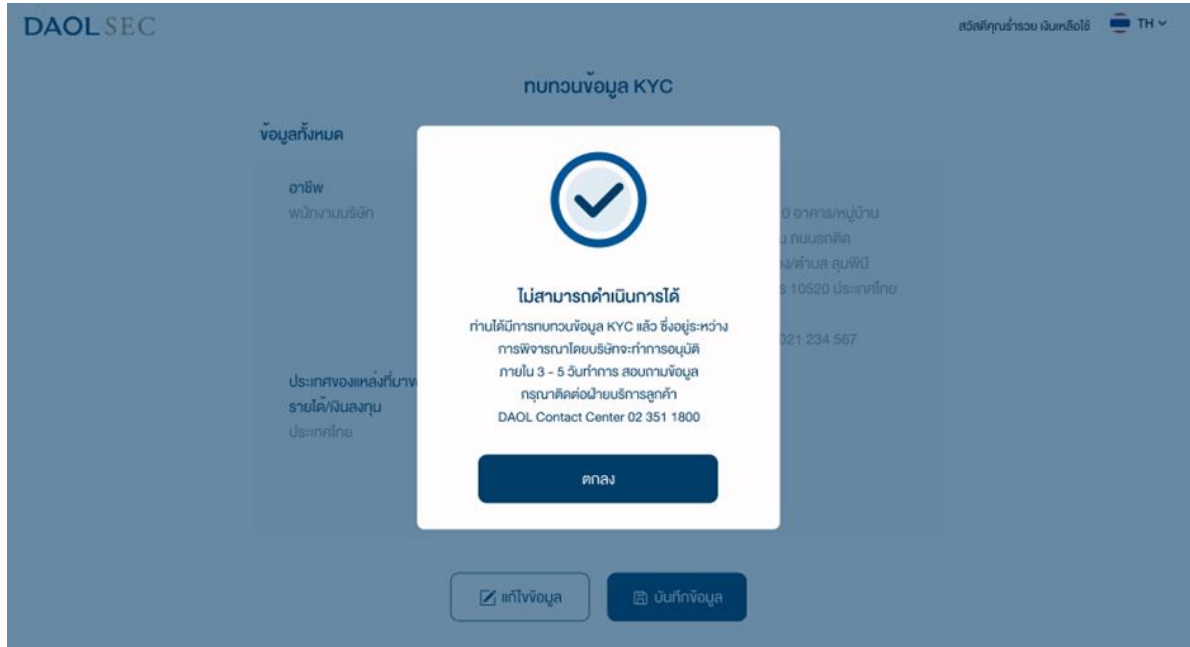 DAOL SEC
สวัสดีคุณร่ำรวย เงินเหลือใช้
TH
ทบทวนข้อมูล KYC
ข้อมูลทั้งหมด
อาชีพ
พนักงานบริษัท
0 อาคาร/หมู่บ้าน
ถนนรถติด
ง/ตำบล ลุมพินี
ร 10520 ประเทศไทย
021 234 567
ไม่สามารถดำเนินการได้
ท่านได้มีการทบทวนข้อมูล KYC แล้ว ซึ่งอยู่ระหว่าง
การพิจารณาโดยบริษัทจะทำการอนุมัติ
ภายใน 3 - 5 วันทำการ สอบถามข้อมูล
กรุณาติดต่อฝ่ายบริการลูกค้า
DAOL Contact Center 02 351 1800
ตกลง
ประเทศของแหล่งที่มาข
รายได้/เงินลงทุน
ประเทศไทย
แก้ไขข้อมูล
บันทึกข้อมูล